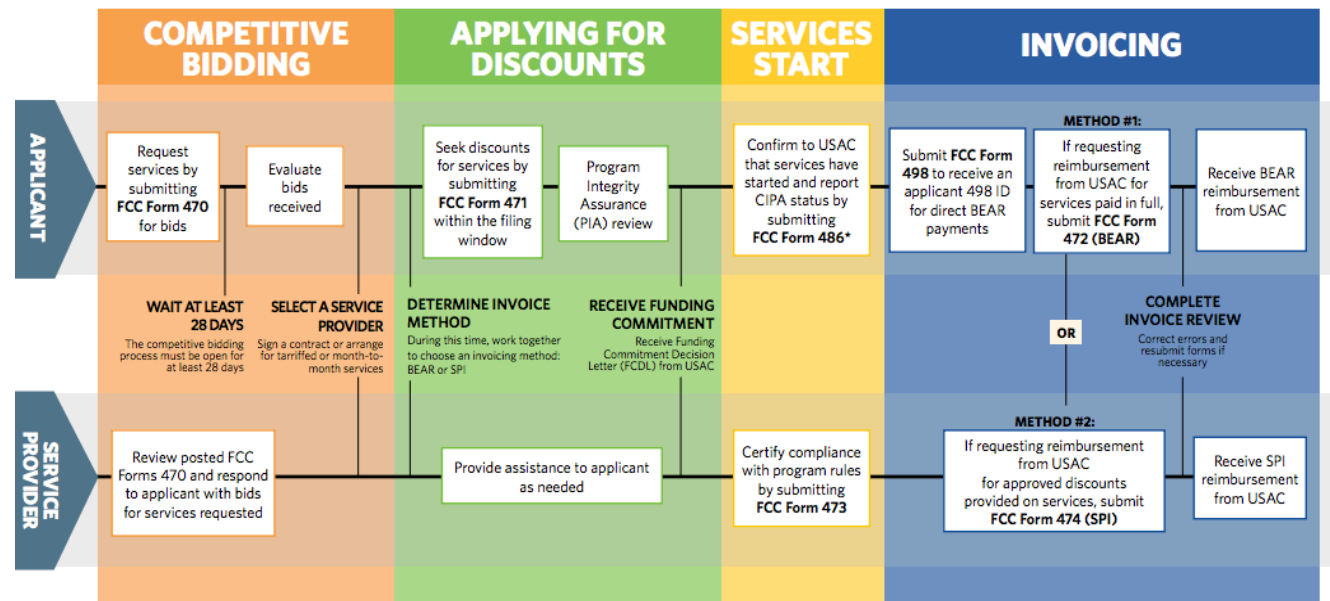 COMPETITIVE
BIDDING
APPLYING FOR
DISCOUNTS
SERVICES
START
INVOICING
APPLICANT
Request
services by
submitting
FCC Form 470
for bids
Evaluate
bids
received
Seek discounts
for services by
submitting
FCC Form 471
within the filing
window
Program
Integrity
Assurance
(PIA) review
Confirm to USAC
that services have
started and report
CIPA status by
submitting
FCC Form 486*
Submit FCC Form
498 to receive an
applicant 498 ID
for direct BEAR
payments
METHOD #1:
If requesting
reimbursement
from USAC for
services paid in full,
submit FCC Form
472 (BEAR)
Receive BEAR
reimbursement
from USAC
WAIT AT LEAST
28 DAYS
The competitive bidding
process must be open for
at least 28 days
SELECT A SERVICE
PROVIDER
Sign a contract or arrange
for tarriffed or month-to-
month services
DETERMINE INVOICE
METHOD
During this time, work together
to choose an invoicing method:
BEAR or SPI
RECEIVE FUNDING
COMMITMENT
Receive Funding
Commitment Decision
Letter (FCDL) from USAC
OR
COMPLETE
INVOICE REVIEW
Correct errors and
resubmit forms if
necessary
SERVICE
PROVIDER
Review posted FCC
Forms 470 and respond
to applicant with bids
for services requested
Provide assistance to applicant
as needed
Certify compliance
with program rules
by submitting
FCC Form 473
METHOD #2:
If requesting reimbursement
from USAC
for approved discounts
provided on services, submit
FCC Form 474 (SPI)
Receive SPI
reimbursement
from USAC